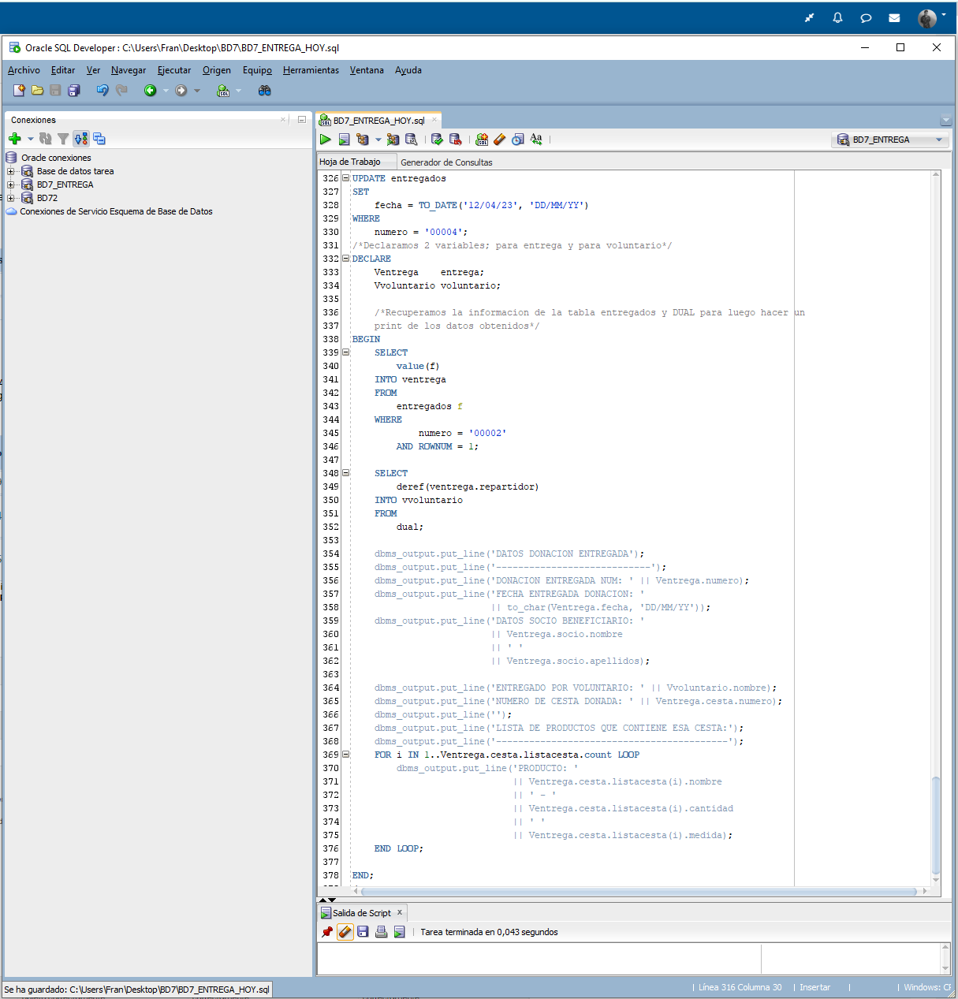 Oracle SQL Developer : C:\Users\Fran\Desktop\BD7\BD7_ENTREGA_HOY.sql
Archivo Editar Ver Navegar Ejecutar Origen Equipo Herramientas Ventana Ayuda
Conexiones
Oracle conexiones
Base de datos tarea
BD7_ENTREGA
BD72
Conexiones de Servicio Esquema de Base de Datos
BD7_ENTREGA_HOY.sql
BD7_ENTREGA
Hoja de Trabajo Generador de Consultas
326 UPDATE entregados
327 SET
328 fecha = TO_DATE('12/04/23', 'DD/MM/YY')
329 WHERE
330 numero = '00004';
331 /*Declaramos 2 variables; para entrega y para voluntario*/
332 DECLARE
333 Ventrega    entrega;
334 Vvoluntario voluntario;
335
336 /*Recuperamos la informacion de la tabla entregados y DUAL para luego hacer un
337 print de los datos obtenidos*/
338 BEGIN
339 SELECT
340 value(f)
341 INTO ventrega
342 FROM
343 entregados f
344 WHERE
345 numero = '00002'
346 AND ROWNUM = 1;
347
348 SELECT
349 deref(ventrega.repartidor)
350 INTO vvoluntario
351 FROM
352 dual;
353
354 dbms_output.put_line('DATOS DONACION ENTREGADA');
355 dbms_output.put_line('----------------------------');
356 dbms_output.put_line('DONACION ENTREGADA NUM: ' || Ventrega.numero);
357 dbms_output.put_line('FECHA ENTREGADA DONACION: '
358 || to_char(Ventrega.fecha, 'DD/MM/YY'));
359 dbms_output.put_line('DATOS SOCIO BENEFICIARIO: '
360 || Ventrega.socio.nombre
361 || ' '
362 || Ventrega.socio.apellidos);
363
364 dbms_output.put_line('ENTREGADO POR VOLUNTARIO: ' || Vvoluntario.nombre);
365 dbms_output.put_line('NUMERO DE CESTA DONADA: ' || Ventrega.cesta.numero);
366 dbms_output.put_line('');
367 dbms_output.put_line('LISTA DE PRODUCTOS QUE CONTIENE ESA CESTA:');
368 dbms_output.put_line('------------------------------------------');
369 FOR i IN 1..Ventrega.cesta.listacesta.count LOOP
370 dbms_output.put_line('PRODUCTO: '
371 || Ventrega.cesta.listacesta(i).nombre
372 || ' - '
373 || Ventrega.cesta.listacesta(i).cantidad
374 || ' '
375 || Ventrega.cesta.listacesta(i).medida);
376 END LOOP;
377
378 END;
Salida de Script x
Tarea terminada en 0,043 segundos
Se ha guardado: C:\Users\Fran\Desktop\BD7\BD7_ENTREGA_HOY.sql
Línea 316 Columna 30 | Insertar | | Windows: